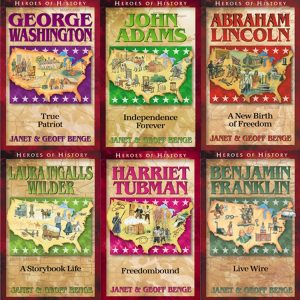 HEROES OF HISTORY
GEORGE
WASHINGTON
True
Patriot
JANET & GEOFF BENGE
HEROES OF HISTORY
JOHN
ADAMS
Independence
Forever
JANET & GEOFF BENGE
HEROES OF HISTORY
ABRAHAM
LINCOLN
A New Birth
of Freedom
JANET & GEOFF BENGE
HEROES OF HISTORY
LAURA INGALLS
WILDER
A Storybook Life
JANET & GEOFF BENGE
HEROES OF HISTORY
HARRIET
TUBMAN
Freedombound
JANET & GEOFF BENGE
HEROES OF HISTORY
BENJAMIN
FRANKLIN
Live Wire
JANET & GEOFF BENGE